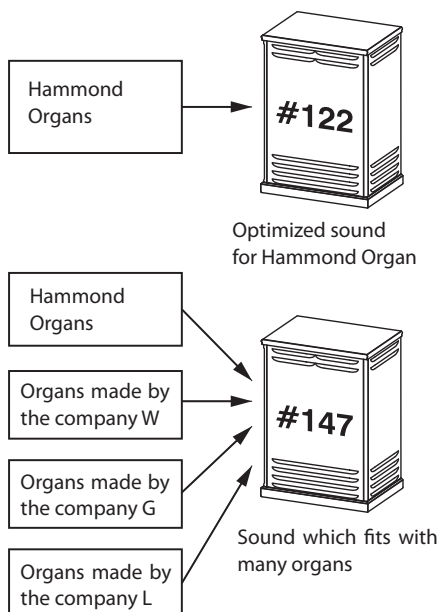 Hammond
Organs
#122
Optimized sound
for Hammond Organ
Hammond
Organs
Organs made by
the company W
Organs made by
the company G
Organs made by
the company L
#147
Sound which fits with
many organs